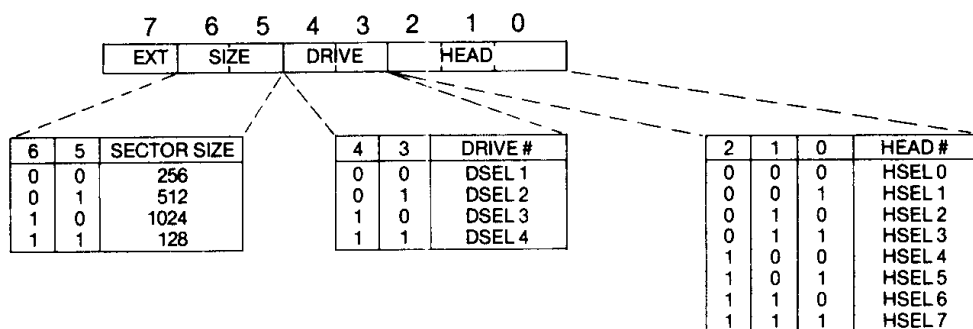 7 6 5 4 3 2 1 0
EXT SIZE DRIVE HEAD
6 5 SECTOR SIZE
0 0 256
0 1 512
1 0 1024
1 1 128
4 3 DRIVE #
0 0 DSEL 1
0 1 DSEL 2
1 0 DSEL 3
1 1 DSEL 4
2 1 0 HEAD #
0 0 0 HSEL 0
0 0 1 HSEL 1
0 1 0 HSEL 2
0 1 1 HSEL 3
1 0 0 HSEL 4
1 0 1 HSEL 5
1 1 0 HSEL 6
1 1 1 HSEL 7